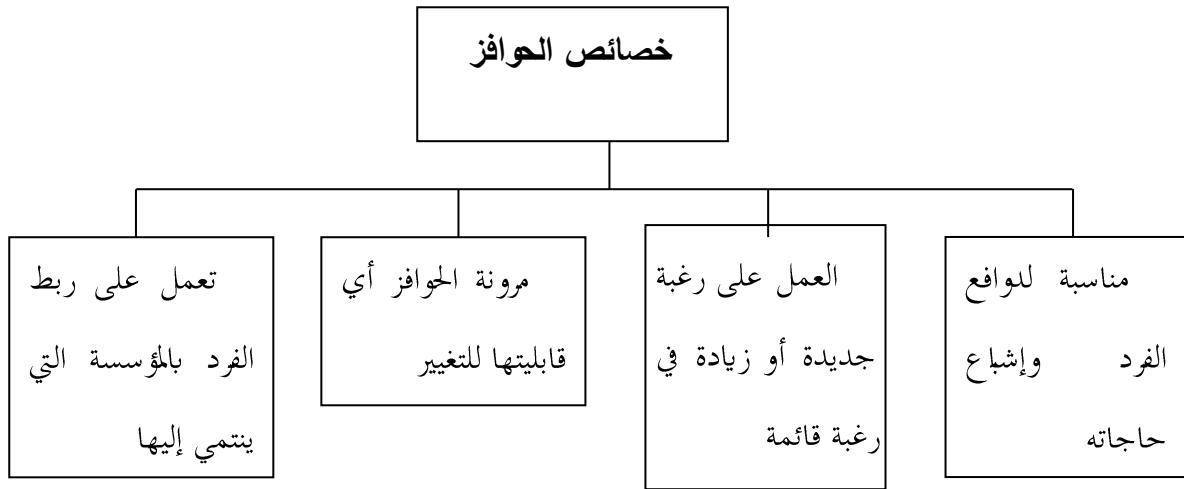 خصائص الحوافز
مناسبة لدوافع
الفرد وإشباع
حاجاته
العمل على رغبة
جديدة أو زيادة في
رغبة قائمة
مرونة الحوافز أي
قابليتها للتغيير
تعمل على ربط
الفرد بالمؤسسة التي
ينتمي إليها